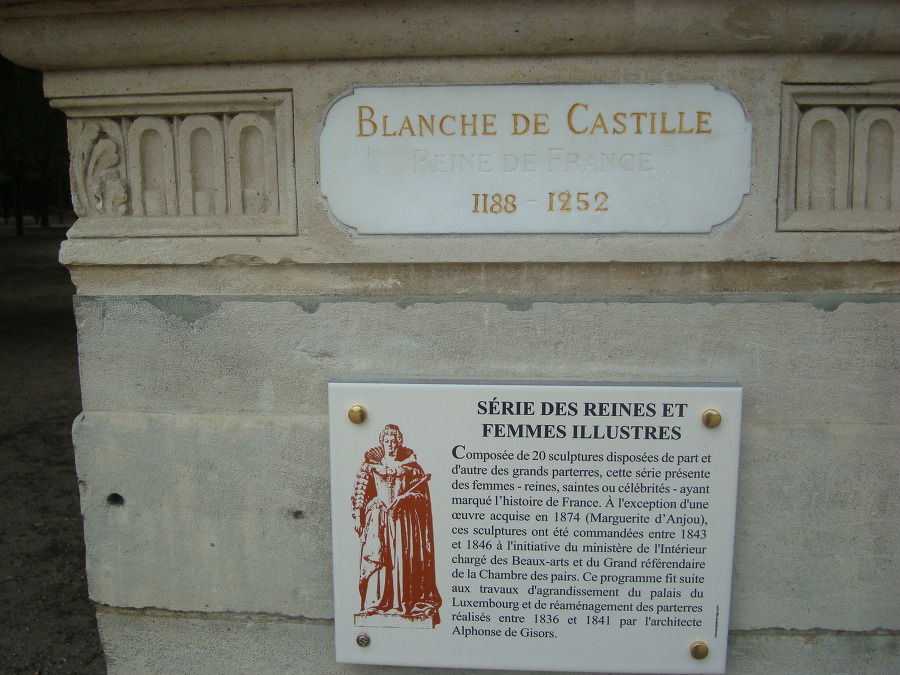 BLANCHE DE CASTILLE
REINE DE FRANCE
1188 - 1252
SÉRIE DES REINES ET
FEMMES ILLUSTRES
Composée de 20 sculptures disposées de part et
d'autre des grands parterres, cette série présente
des femmes - reines, saintes ou célébrités - ayant
marqué l'histoire de France. À l'exception d'une
œuvre acquise en 1874 (Marguerite d'Anjou),
ces sculptures ont été commandées entre 1843
et 1846 à l'initiative du ministère de l'Intérieur
chargé des Beaux-arts et du Grand référendaire
de la Chambre des pairs. Ce programme fit suite
aux travaux d'agrandissement du palais du
Luxembourg et de réaménagement des parterres
réalisés entre 1836 et 1841 par l'architecte
Alphonse de Gisors.